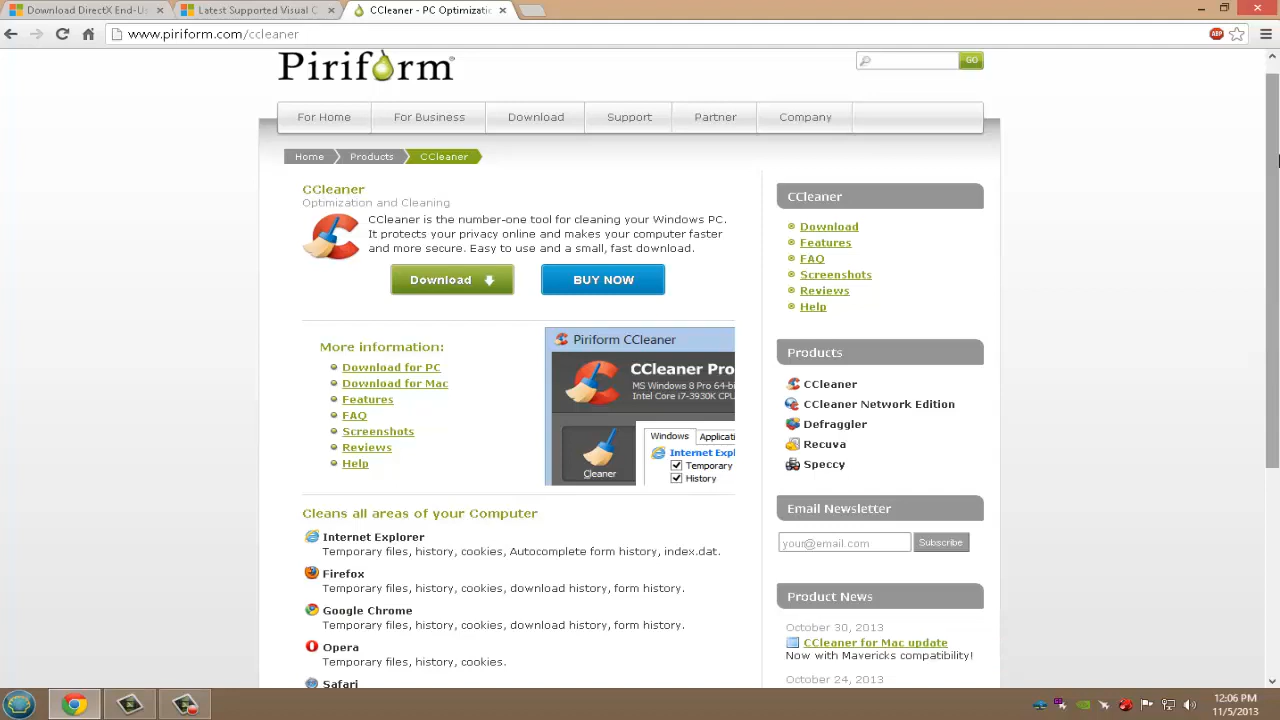 Download DirectX End-Us
Latest Supported Visual C
CCleaner - PC Optimizatic
www.piriform.com/ccleaner
ABP
Piriform
GO
For Home
For Business
Download
Support
Partner
Company
Home
Products
CCleaner
CCleaner
Optimization and Cleaning
CCleaner is the number-one tool for cleaning your Windows PC.
It protects your privacy online and makes your computer faster
and more secure. Easy to use and a small, fast download.
Download
BUY NOW
More information:
Download for PC
Download for Mac
Features
FAQ
Screenshots
Reviews
Help
Piriform CCleaner
CCleaner Pro
MS Windows 8 Pro 64-bi
Intel Core i7-3930K CPU
Cleaner
Windows
Applicati
Internet Expl
Temporary
History
Cleans all areas of your Computer
Internet Explorer
Temporary files, history, cookies, Autocomplete form history, index.dat.
Firefox
Temporary files, history, cookies, download history, form history.
Google Chrome
Temporary files, history, cookies, download history, form history.
Opera
Temporary files, history, cookies.
Safari
CCleaner
Download
Features
FAQ
Screenshots
Reviews
Help
Products
CCleaner
CCleaner Network Edition
Defraggler
Recuva
Speccy
Email Newsletter
your@email.com
Subscribe
Product News
October 30, 2013
CCleaner for Mac update
Now with Mavericks compatibility!
October 24, 2013
12:06 PM
11/5/2013